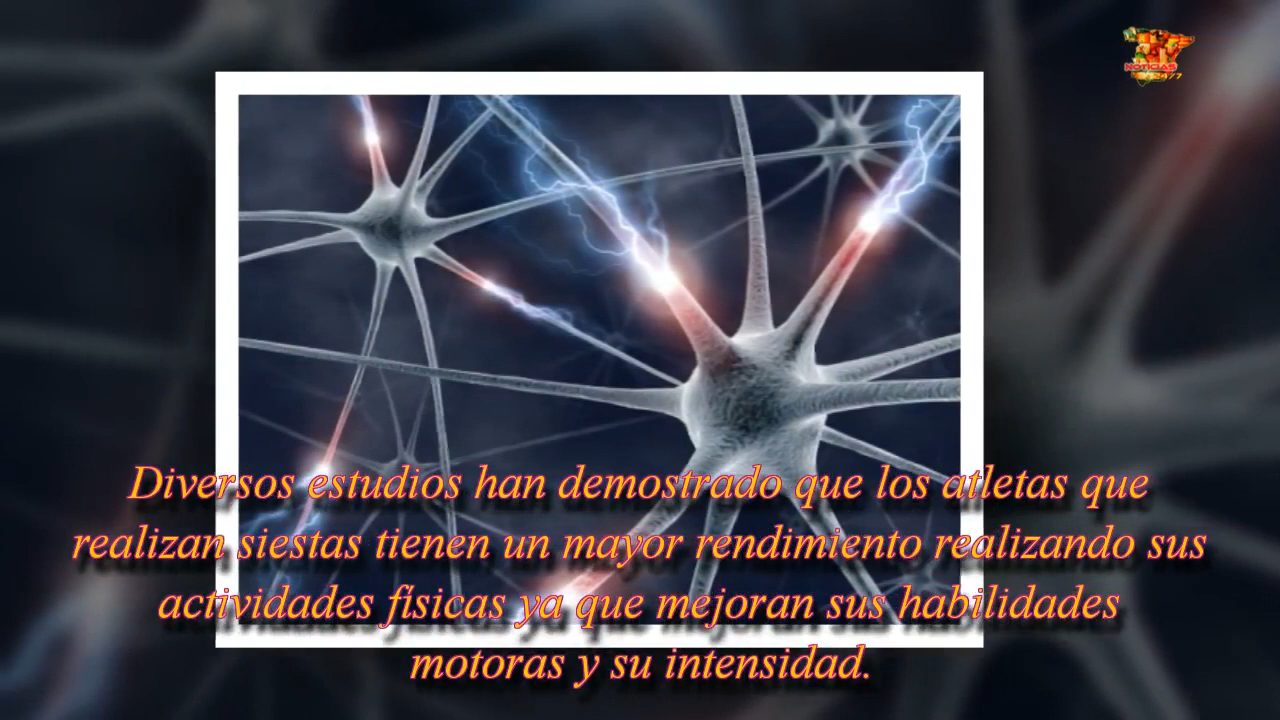 NOTICIAS
Diversos estudios han demostrado que los atletas que
realizan siestas tienen un mayor rendimiento realizando sus
actividades físicas ya que mejoran sus habilidades
motoras y su intensidad.